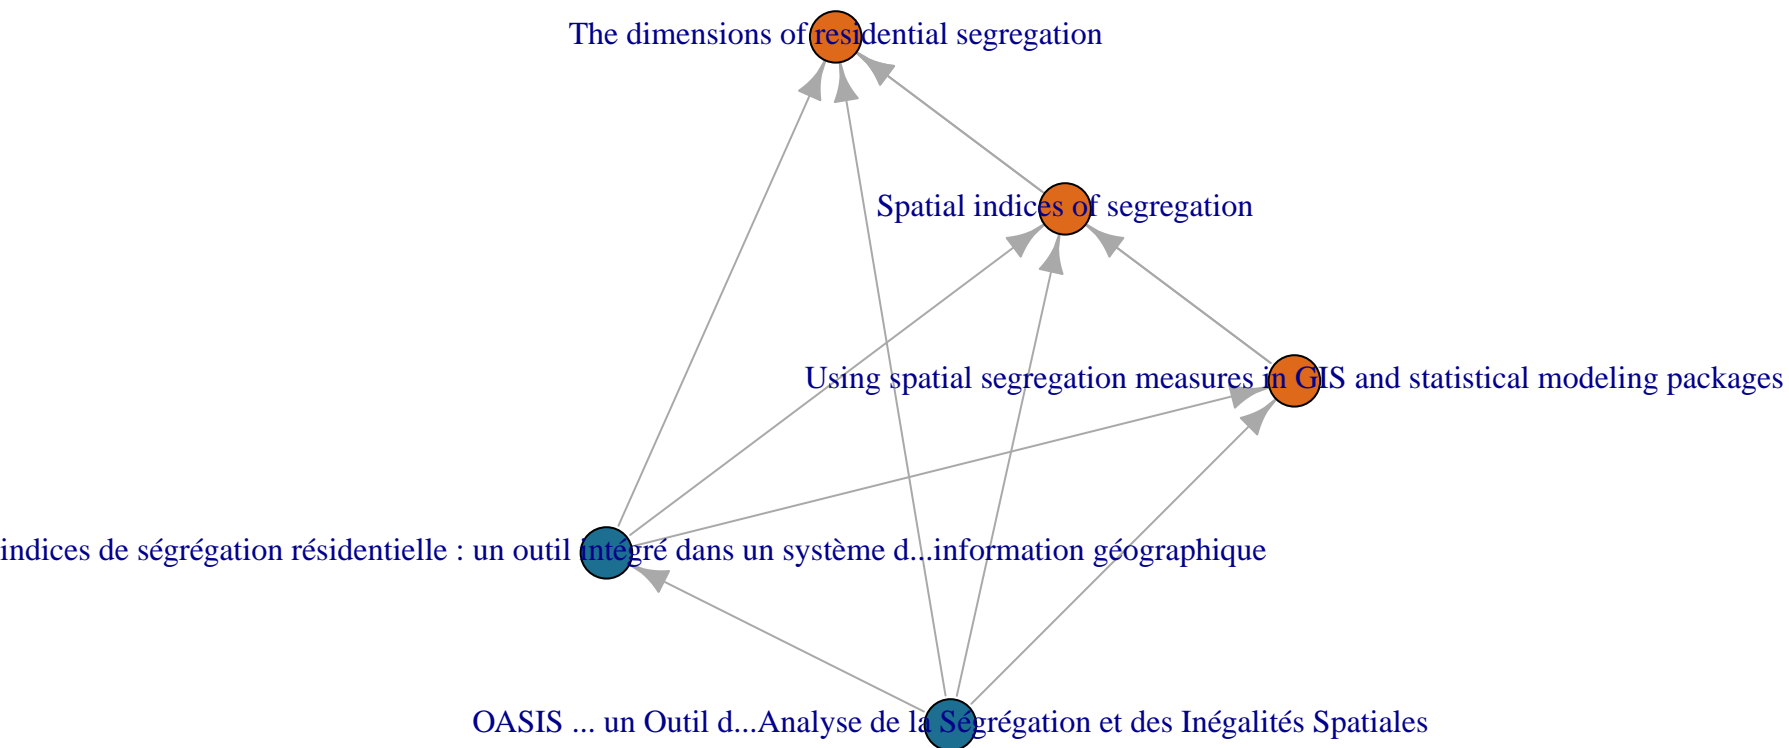 The dimensions of residential segregation
Spatial indices of segregation
Using spatial segregation measures in GIS and statistical modeling packages
indices de ségrégation résidentielle : un outil intégré dans un système d...information géographique
OASIS ... un Outil d...Analyse de la Ségrégation et des Inégalités Spatiales